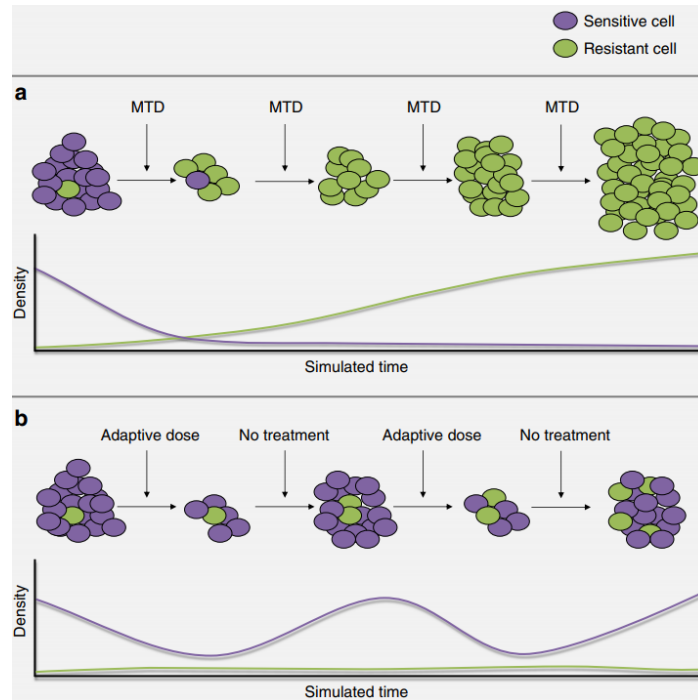 Sensitive cell
Resistant cell
a
MTD MTD MTD MTD
Density
Simulated time
b
Adaptive dose No treatment Adaptive dose No treatment
Density
Simulated time